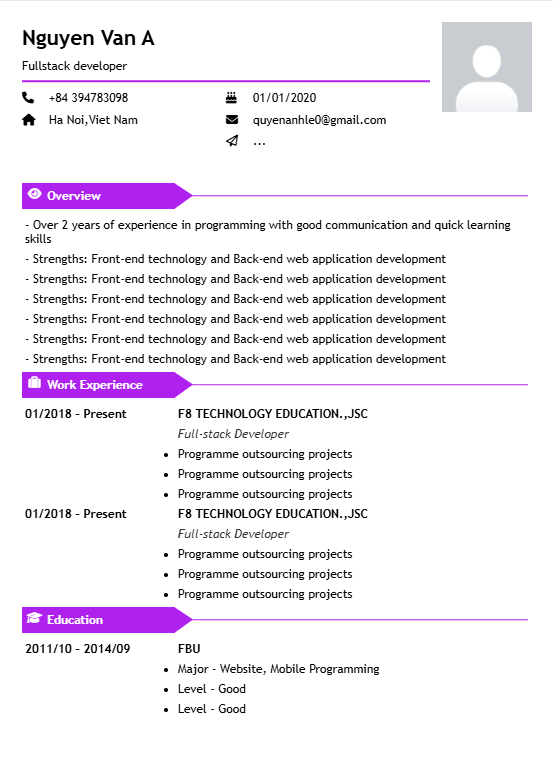 Nguyen Van A
Fullstack developer
+84 394783098
01/01/2020
Ha Noi,Viet Nam
quyenanhle0@gmail.com
...
Overview
- Over 2 years of experience in programming with good communication and quick learning
skills
- Strengths: Front-end technology and Back-end web application development
- Strengths: Front-end technology and Back-end web application development
- Strengths: Front-end technology and Back-end web application development
- Strengths: Front-end technology and Back-end web application development
- Strengths: Front-end technology and Back-end web application development
- Strengths: Front-end technology and Back-end web application development
Work Experience
01/2018 – Present
F8 TECHNOLOGY EDUCATION.,JSC
Full-stack Developer
• Programme outsourcing projects
• Programme outsourcing projects
• Programme outsourcing projects
01/2018 – Present
F8 TECHNOLOGY EDUCATION.,JSC
Full-stack Developer
• Programme outsourcing projects
• Programme outsourcing projects
• Programme outsourcing projects
Education
2011/10 – 2014/09
FBU
• Major - Website, Mobile Programming
• Level - Good
• Level - Good